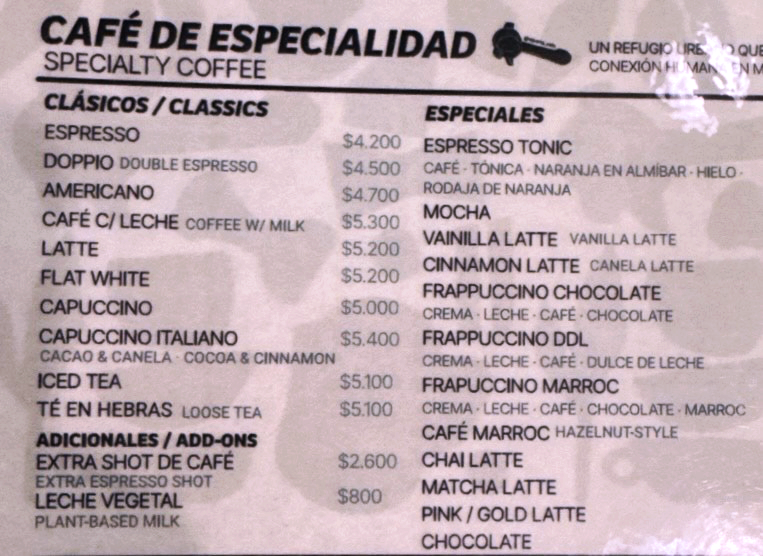 CAFÉ DE ESPECIALIDAD
SPECIALTY COFFEE
UN REFUGIO QUE
CONEXIÓN EN
CLÁSICOS / CLASSICS
ESPRESSO $4.200
DOPPIO DOUBLE ESPRESSO $4.500
AMERICANO $4.700
CAFÉ C/ LECHE COFFEE W/ MILK $5.300
LATTE $5.200
FLAT WHITE $5.200
CAPUCCINO $5.000
CAPUCCINO ITALIANO $5.400
CACAO & CANELA · COCOA & CINNAMON
ICED TEA $5.100
TÉ EN HEBRAS LOOSE TEA $5.100
ADICIONALES / ADD-ONS
EXTRA SHOT DE CAFÉ $2.600
EXTRA ESPRESSO SHOT
LECHE VEGETAL $800
PLANT-BASED MILK
ESPECIALES
ESPRESSO TONIC
CAFÉ · TÓNICA · NARANJA EN ALMÍBAR · HIELO ·
RODAJA DE NARANJA
MOCHA
VAINILLA LATTE VANILLA LATTE
CINNAMON LATTE CANELA LATTE
FRAPPUCCINO CHOCOLATE
CREMA · LECHE · CAFÉ · CHOCOLATE
FRAPPUCCINO DDL
CREMA · LECHE · CAFÉ · DULCE DE LECHE
FRAPUCCINO MARROC
CREMA · LECHE · CAFÉ · CHOCOLATE · MARROC
CAFÉ MARROC HAZELNUT-STYLE
CHAI LATTE
MATCHA LATTE
PINK / GOLD LATTE
CHOCOLATE